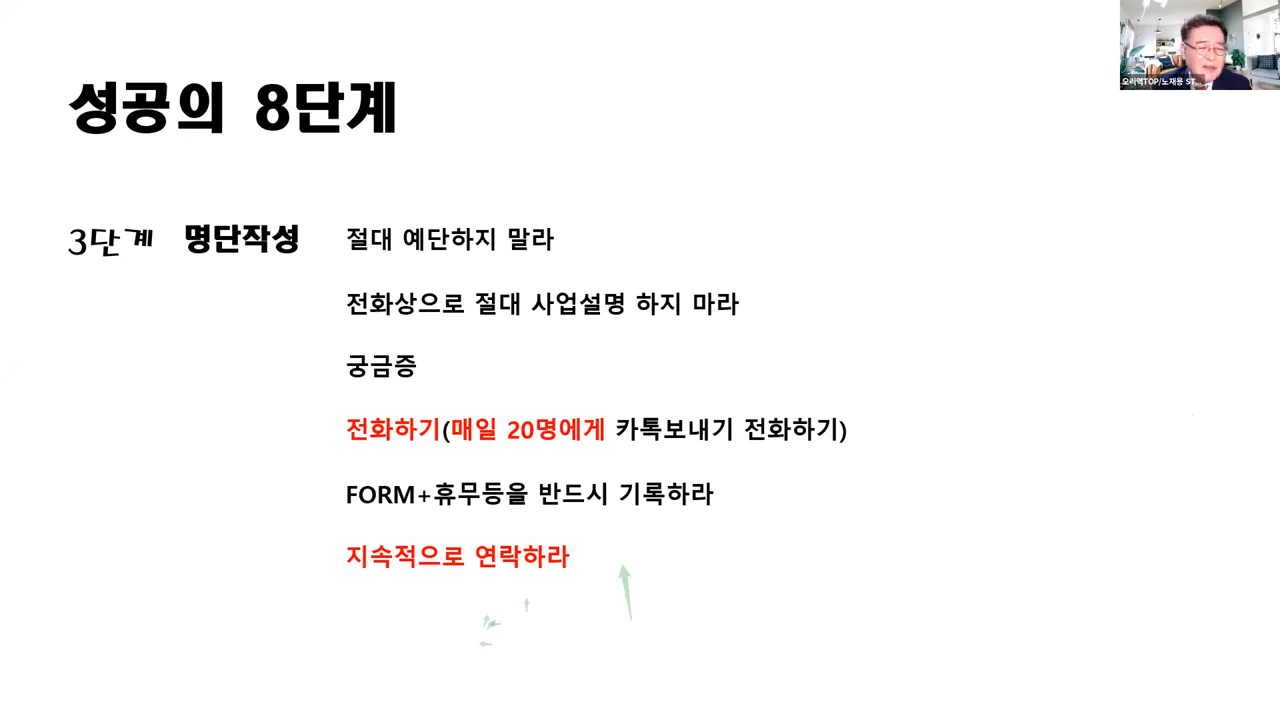 성공의 8단계
오리역TOP/노재용 ST...
3단계 명단작성 절대 예단하지 말라
전화상으로 절대 사업설명 하지 마라
궁금증
전화하기(매일 20명에게 카톡보내기 전화하기)
FORM+휴무등을 반드시 기록하라
지속적으로 연락하라